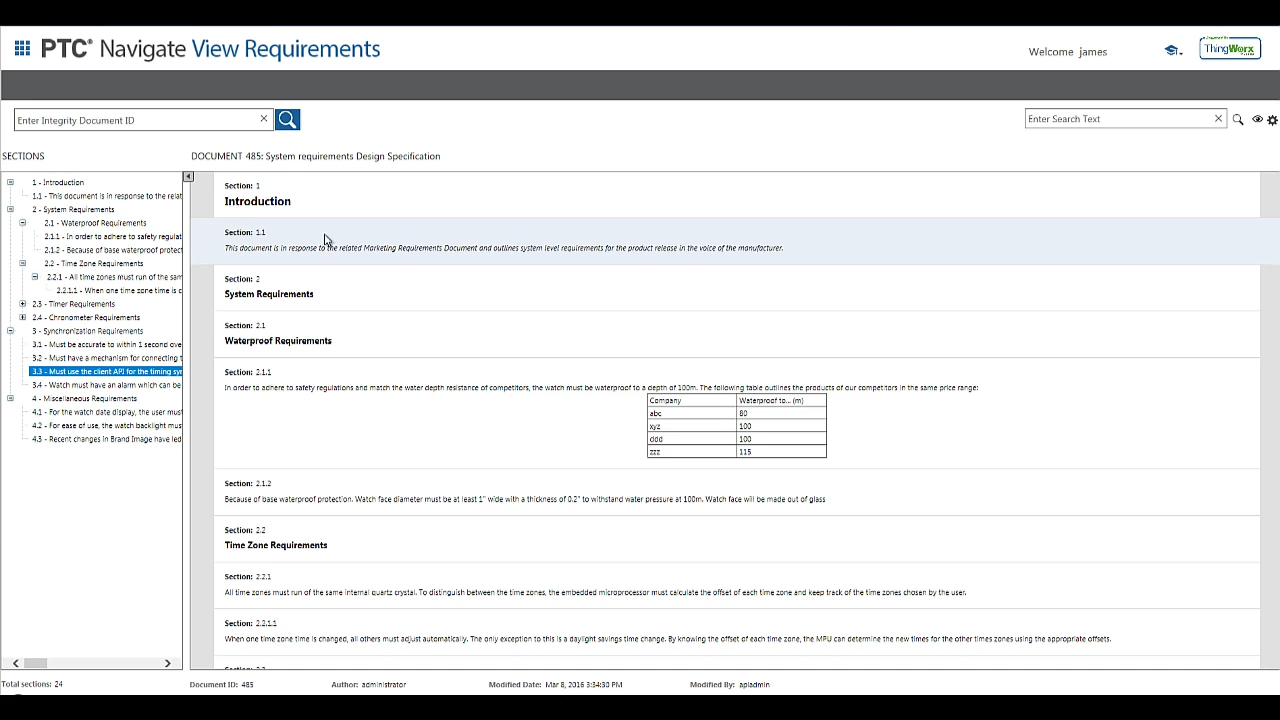 PTC® Navigate View Requirements
Welcome james
ThingWorx
Enter Integrity Document ID
Enter Search Text
SECTIONS
DOCUMENT 485: System requirements Design Specification
1 - Introduction
1.1 - This document is in response to the relat
2 - System Requirements
2.1 - Waterproof Requirements
2.1.1 - In order to adhere to safety regulat
2.1.2 - Because of base waterproof protect
2.2 - Time Zone Requirements
2.2.1 - All time zones must run of the sam
2.2.1.1 - When one time zone time is c
2.3 - Timer Requirements
2.4 - Chronometer Requirements
3 - Synchronization Requirements
3.1 - Must be accurate to within 1 second ove
3.2 - Must have a mechanism for connecting t
3.3 - Must use the client API for the timing syn
3.4 - Watch must have an alarm which can be
4 - Miscellaneous Requirements
4.1 - For the watch date display, the user must
4.2 - For ease of use, the watch backlight mus
4.3 - Recent changes in Brand Image have led
Section: 1
Introduction
Section: 1.1
This document is in response to the related Marketing Requirements Document and outlines system level requirements for the product release in the voice of the manufacturer.
Section: 2
System Requirements
Section: 2.1
Waterproof Requirements
Section: 2.1.1
In order to adhere to safety regulations and match the water depth resistance of competitors, the watch must be waterproof to a depth of 100m. The following table outlines the products of our competitors in the same price range:
Company Waterproof to... (m)
abc 80
xyz 100
ddd 100
zzz 115
Section: 2.1.2
Because of base waterproof protection. Watch face diameter must be at least 1" wide with a thickness of 0.2" to withstand water pressure at 100m. Watch face will be made out of glass
Section: 2.2
Time Zone Requirements
Section: 2.2.1
All time zones must run of the same internal quartz crystal. To distinguish between the time zones, the embedded microprocessor must calculate the offset of each time zone and keep track of the time zones chosen by the user.
Section: 2.2.1.1
When one time zone time is changed, all others must adjust automatically. The only exception to this is a daylight savings time change. By knowing the offset of each time zone, the MPU can determine the new times for the other times zones using the appropriate offsets.
Section: 2.3
Total sections: 24
Document ID: 485
Author: administrator
Modified Date: Mar 8, 2016 3:34:30 PM
Modified By: apiadmin